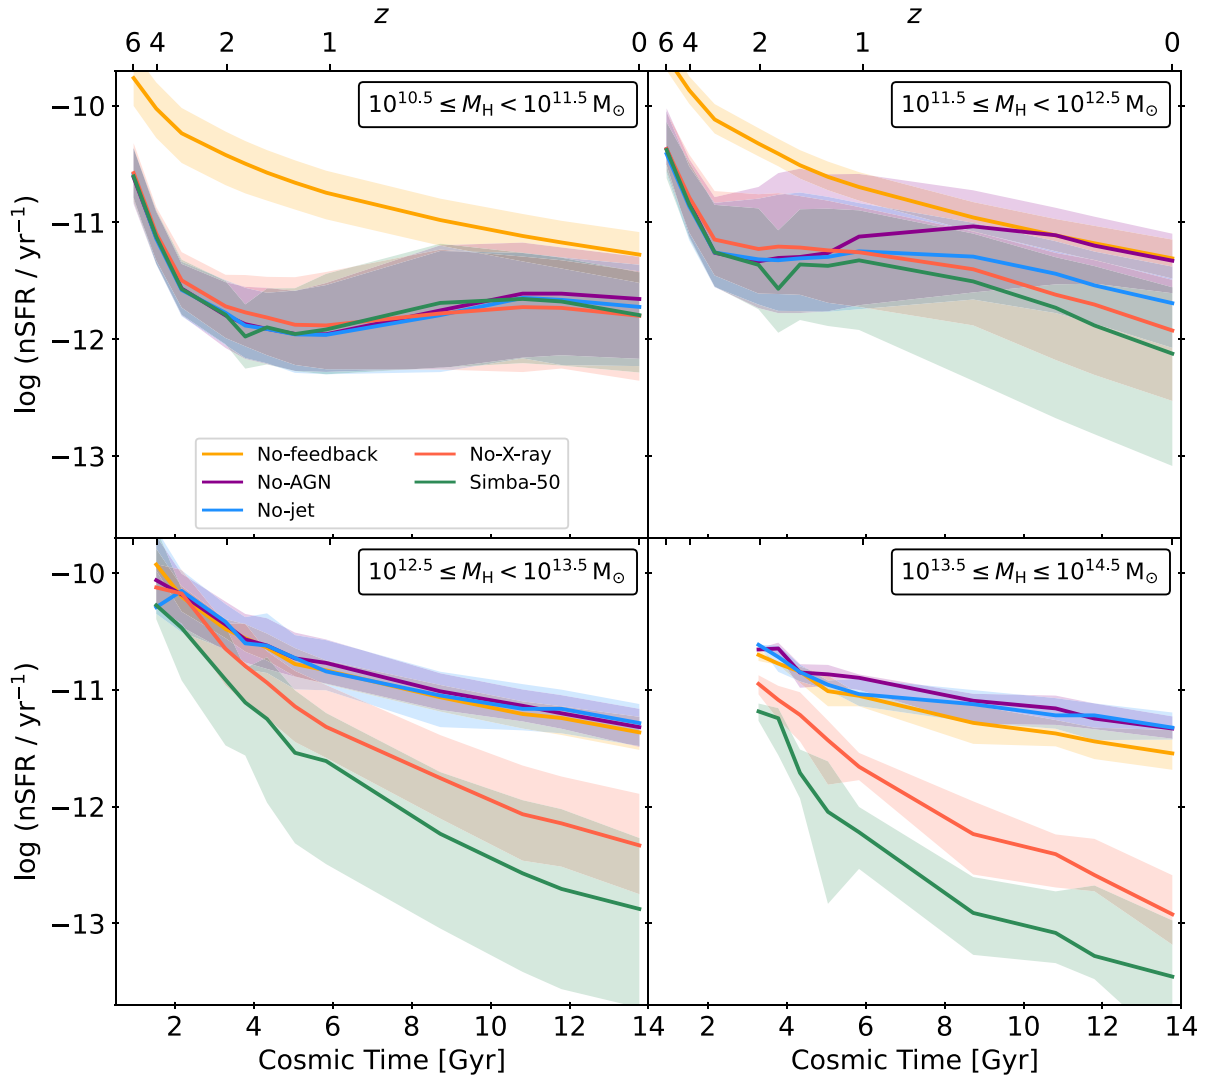 z z
6 4 2 1 0 6 4 2 1 0
10^10.5 ≤ M_H < 10^11.5 M_⊙
10^11.5 ≤ M_H < 10^12.5 M_⊙
−10
−11
−12
−13
log (nSFR / yr^−1)
No-feedback No-X-ray
No-AGN Simba-50
No-jet
10^12.5 ≤ M_H < 10^13.5 M_⊙
10^13.5 ≤ M_H ≤ 10^14.5 M_⊙
−10
−11
−12
−13
log (nSFR / yr^−1)
2 4 6 8 10 12 14 2 4 6 8 10 12 14
Cosmic Time [Gyr] Cosmic Time [Gyr]